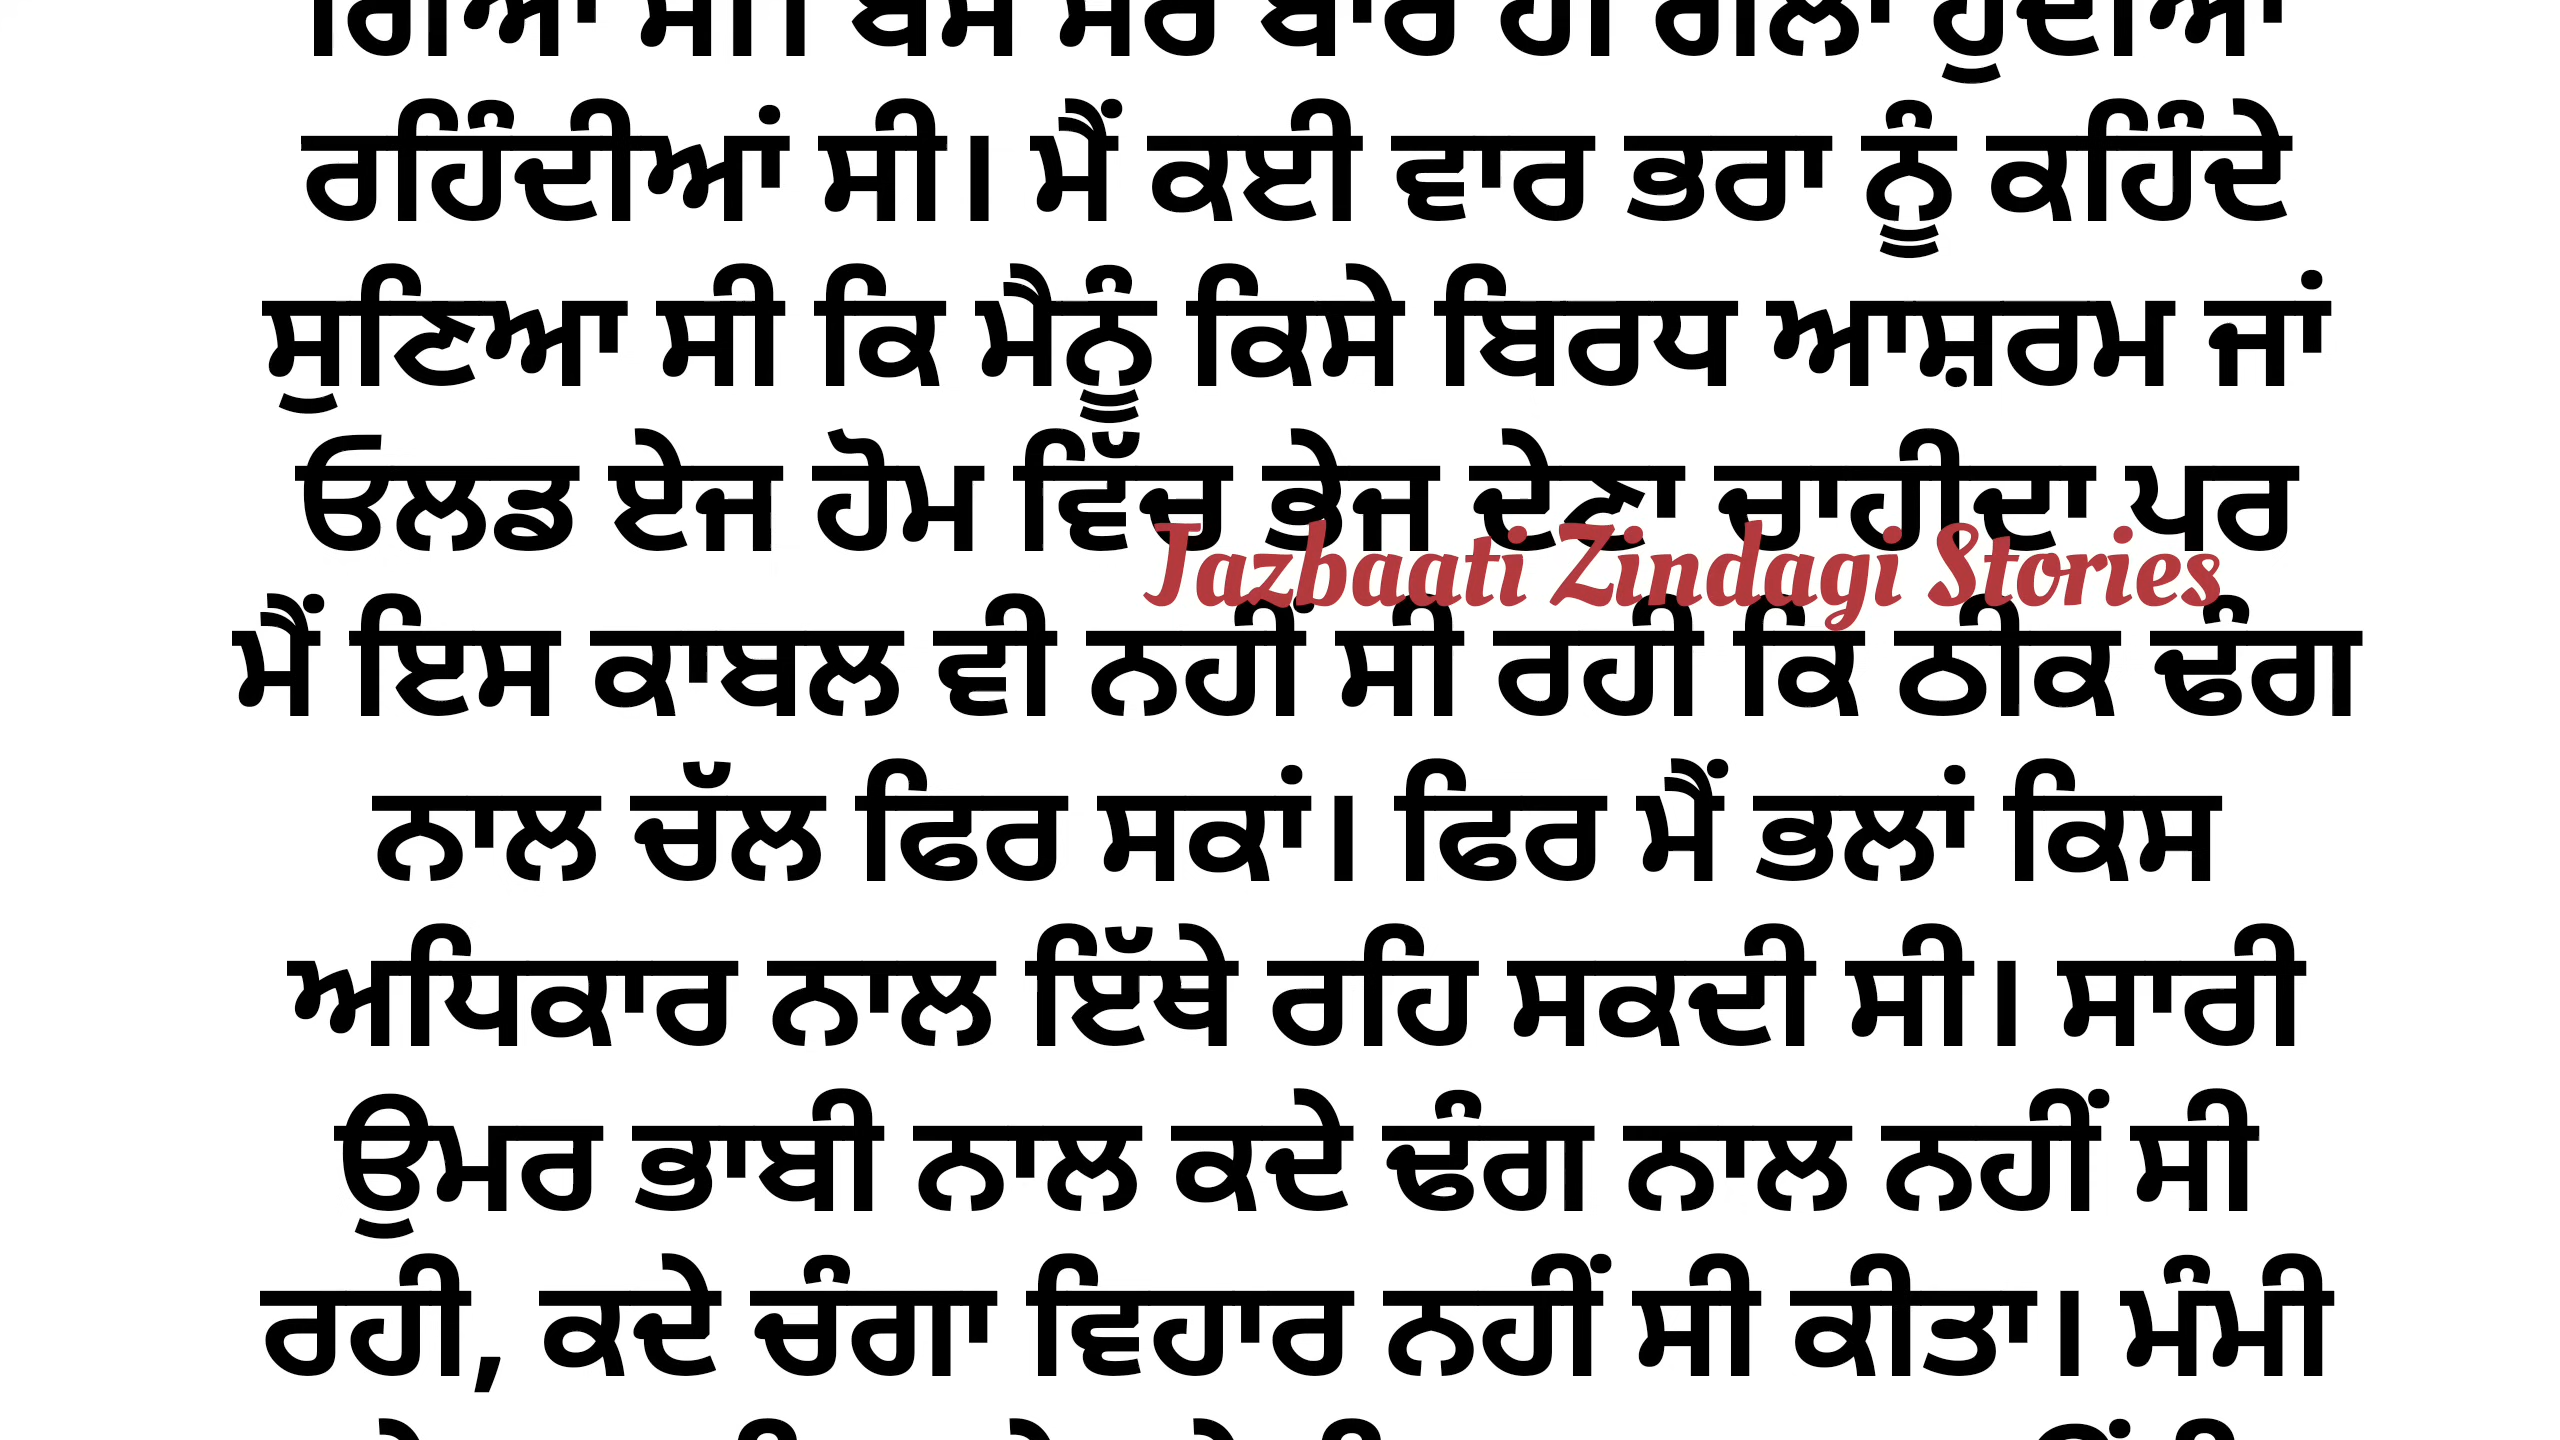 ਰਹਿੰਦੀਆਂ ਸੀ। ਮੈਂ ਕਈ ਵਾਰ ਭਰਾ ਨੂੰ ਕਹਿੰਦੇ
ਸੁਣਿਆ ਸੀ ਕਿ ਮੈਨੂੰ ਕਿਸੇ ਬਿਰਧ ਆਸ਼ਰਮ ਜਾਂ
ਓਲਡ ਏਜ ਹੋਮ ਵਿੱਚ ਭੇਜ ਦੇਣਾ ਚਾਹੀਦਾ ਪਰ
Jazbaati Zindagi Stories
ਮੈਂ ਇਸ ਕਾਬਲ ਵੀ ਨਹੀਂ ਸੀ ਰਹੀ ਕਿ ਠੀਕ ਢੰਗ
ਨਾਲ ਚੱਲ ਫਿਰ ਸਕਾਂ। ਫਿਰ ਮੈਂ ਭਲਾਂ ਕਿਸ
ਅਧਿਕਾਰ ਨਾਲ ਇੱਥੇ ਰਹਿ ਸਕਦੀ ਸੀ। ਸਾਰੀ
ਉਮਰ ਭਾਬੀ ਨਾਲ ਕਦੇ ਢੰਗ ਨਾਲ ਨਹੀਂ ਸੀ
ਰਹੀ, ਕਦੇ ਚੰਗਾ ਵਿਹਾਰ ਨਹੀਂ ਸੀ ਕੀਤਾ। ਮੰਮੀ